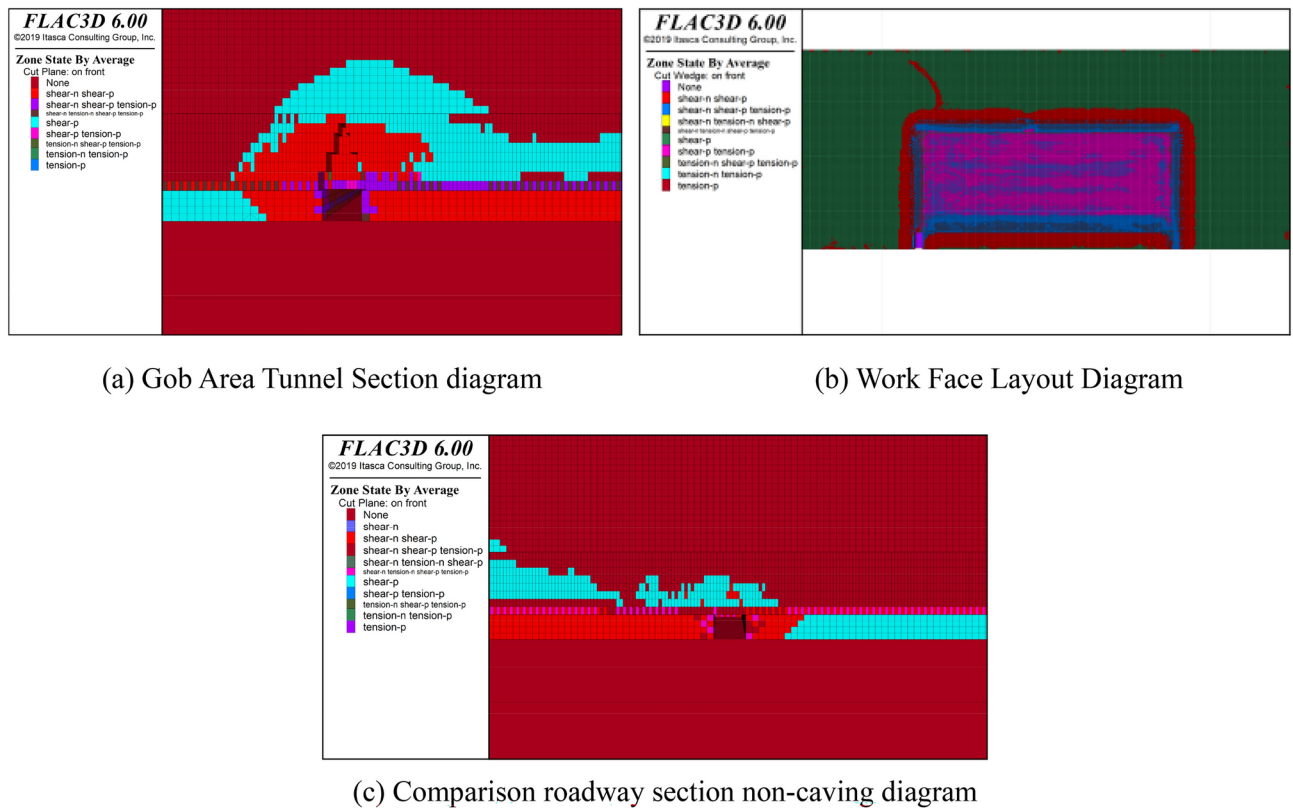 FLAC3D 6.00
©2019 Itasca Consulting Group, Inc.
Zone State By Average
Cut Plane: on front
None
shear-n shear-p
shear-n shear-p tension-p
shear-n tension-n shear-p tension-p
shear-p
shear-p tension-p
tension-n shear-p tension-p
tension-n tension-p
tension-p
(a) Gob Area Tunnel Section diagram
FLAC3D 6.00
©2019 Itasca Consulting Group, Inc.
Zone State By Average
Cut Wedge: on front
None
shear-n shear-p
shear-n shear-p tension-p
shear-n tension-n shear-p
shear-n tension-n shear-p tension-p
shear-p
shear-p tension-p
tension-n shear-p tension-p
tension-n tension-p
tension-p
(b) Work Face Layout Diagram
FLAC3D 6.00
©2019 Itasca Consulting Group, Inc.
Zone State By Average
Cut Plane: on front
None
shear-n
shear-n shear-p
shear-n shear-p tension-p
shear-n tension-n shear-p
shear-n tension-n shear-p tension-p
shear-p
shear-p tension-p
tension-n shear-p tension-p
tension-n tension-p
tension-p
(c) Comparison roadway section non-caving diagram